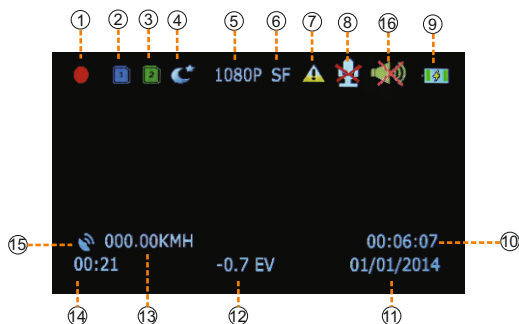 ① ② ③ ④ ⑤ ⑥ ⑦ ⑧ ⑯ ⑨
1 2 1080P SF
⑮ 000.00KMH 00:06:07 ⑩
00:21 -0.7 EV 01/01/2014
⑭ ⑬ ⑫ ⑪